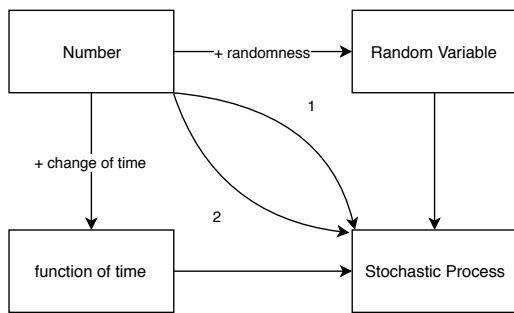 Number
+ randomness
Random Variable
1
+ change of time
2
function of time
Stochastic Process